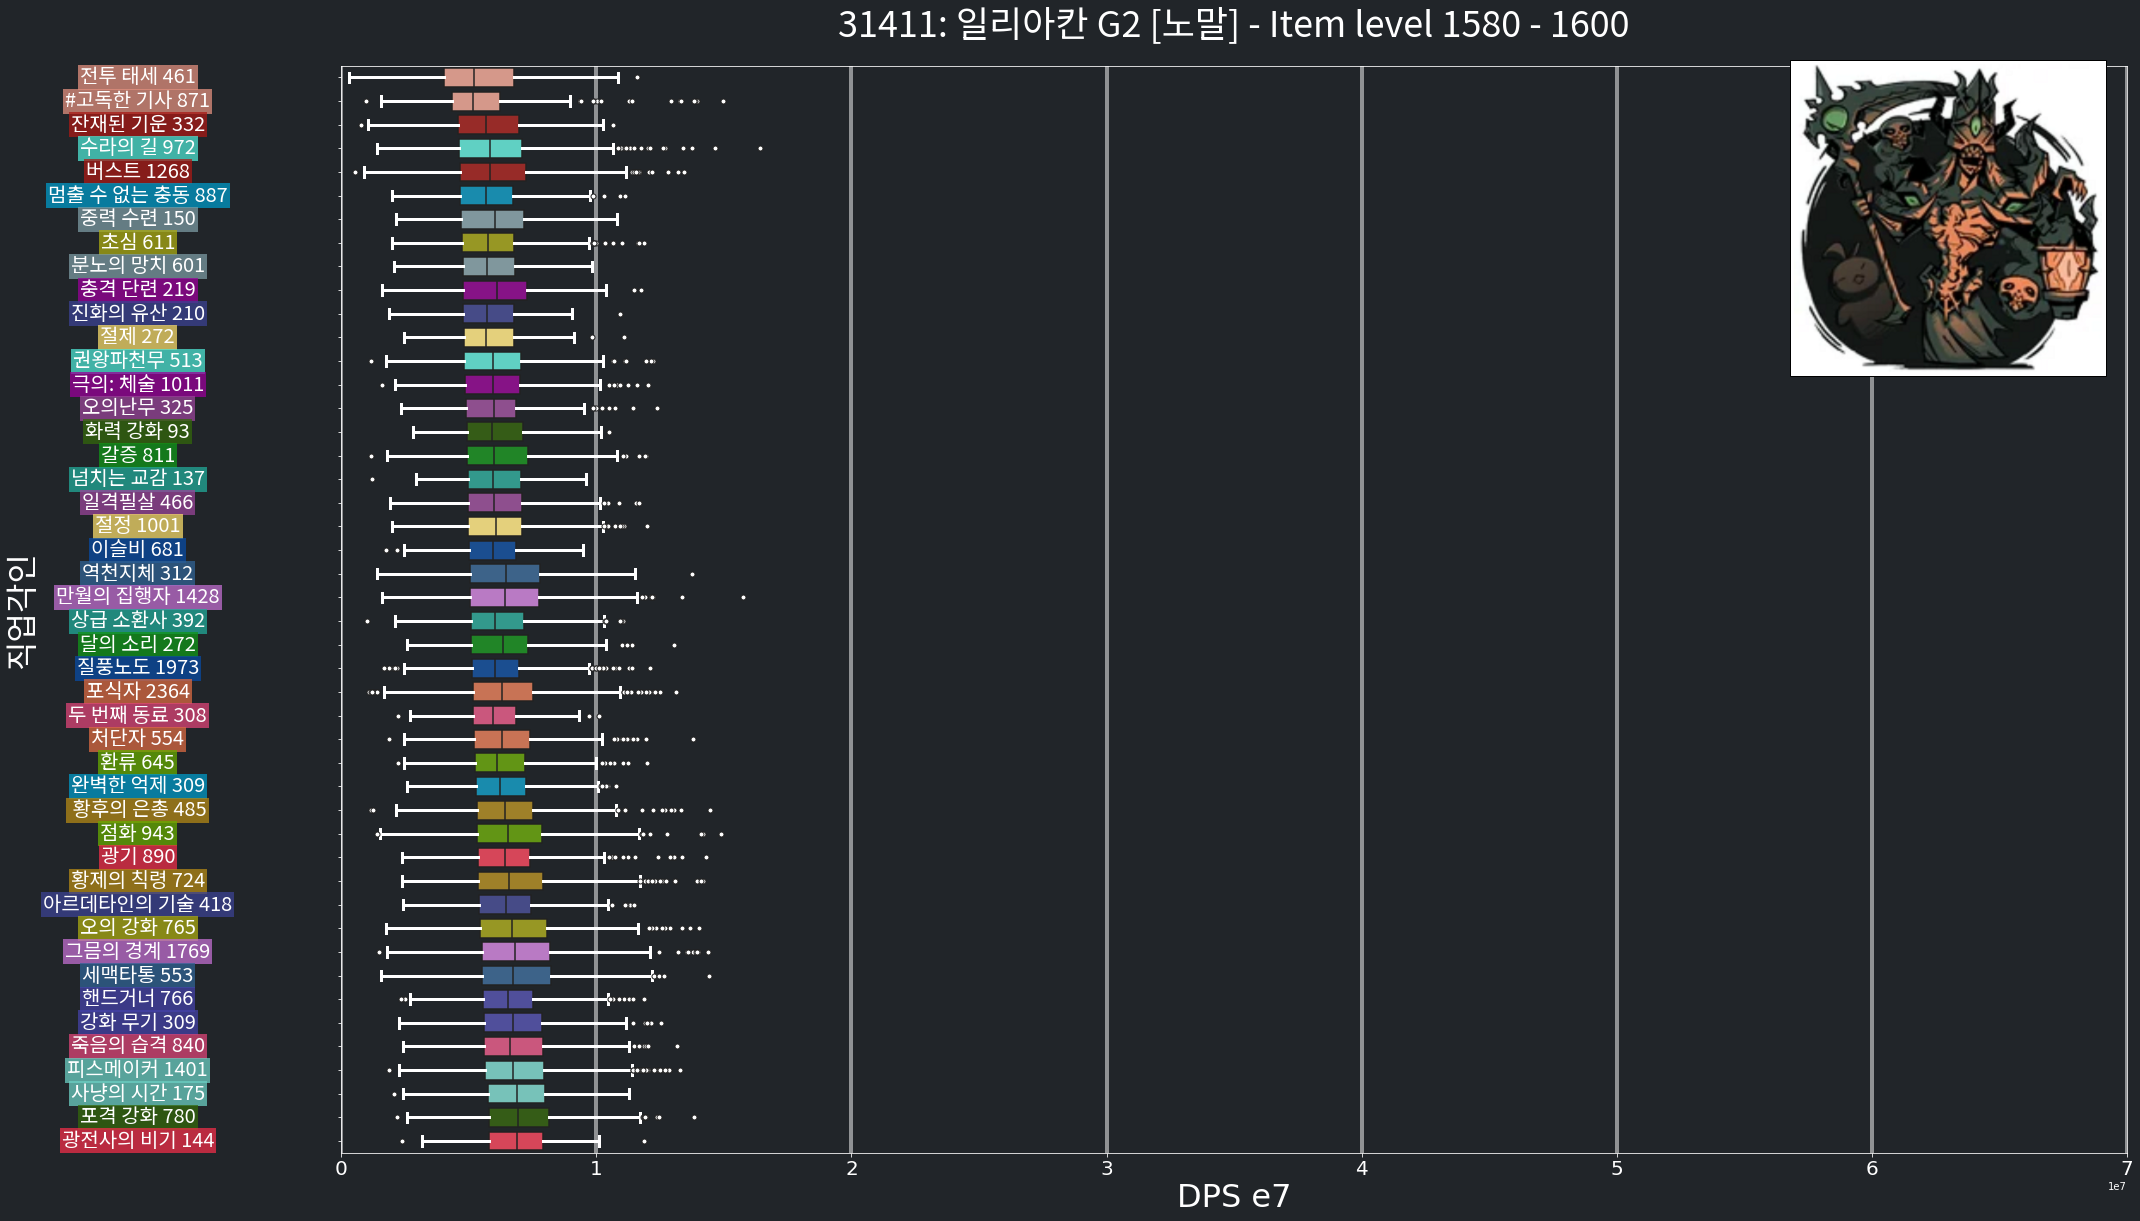 31411: 일리아칸 G2 [노말] - Item level 1580 - 1600
전투 태세 461
#고독한 기사 871
잔재된 기운 332
수라의 길 972
버스트 1268
멈출 수 없는 충동 887
중력 수련 150
초심 611
분노의 망치 601
충격 단련 219
진화의 유산 210
절제 272
권왕파천무 513
극의: 체술 1011
오의난무 325
화력 강화 93
갈증 811
넘치는 교감 137
일격필살 466
절정 1001
이슬비 681
역천지체 312
만월의 집행자 1428
상급 소환사 392
달의 소리 272
질풍노도 1973
포식자 2364
두 번째 동료 308
처단자 554
환류 645
완벽한 억제 309
황후의 은총 485
점화 943
광기 890
황제의 칙령 724
아르데타인의 기술 418
오의 강화 765
그믐의 경계 1769
세맥타통 553
핸드거너 766
강화 무기 309
죽음의 습격 840
피스메이커 1401
사냥의 시간 175
포격 강화 780
광전사의 비기 144
직업각인
0 1 2 3 4 5 6 7
1e7
DPS e7